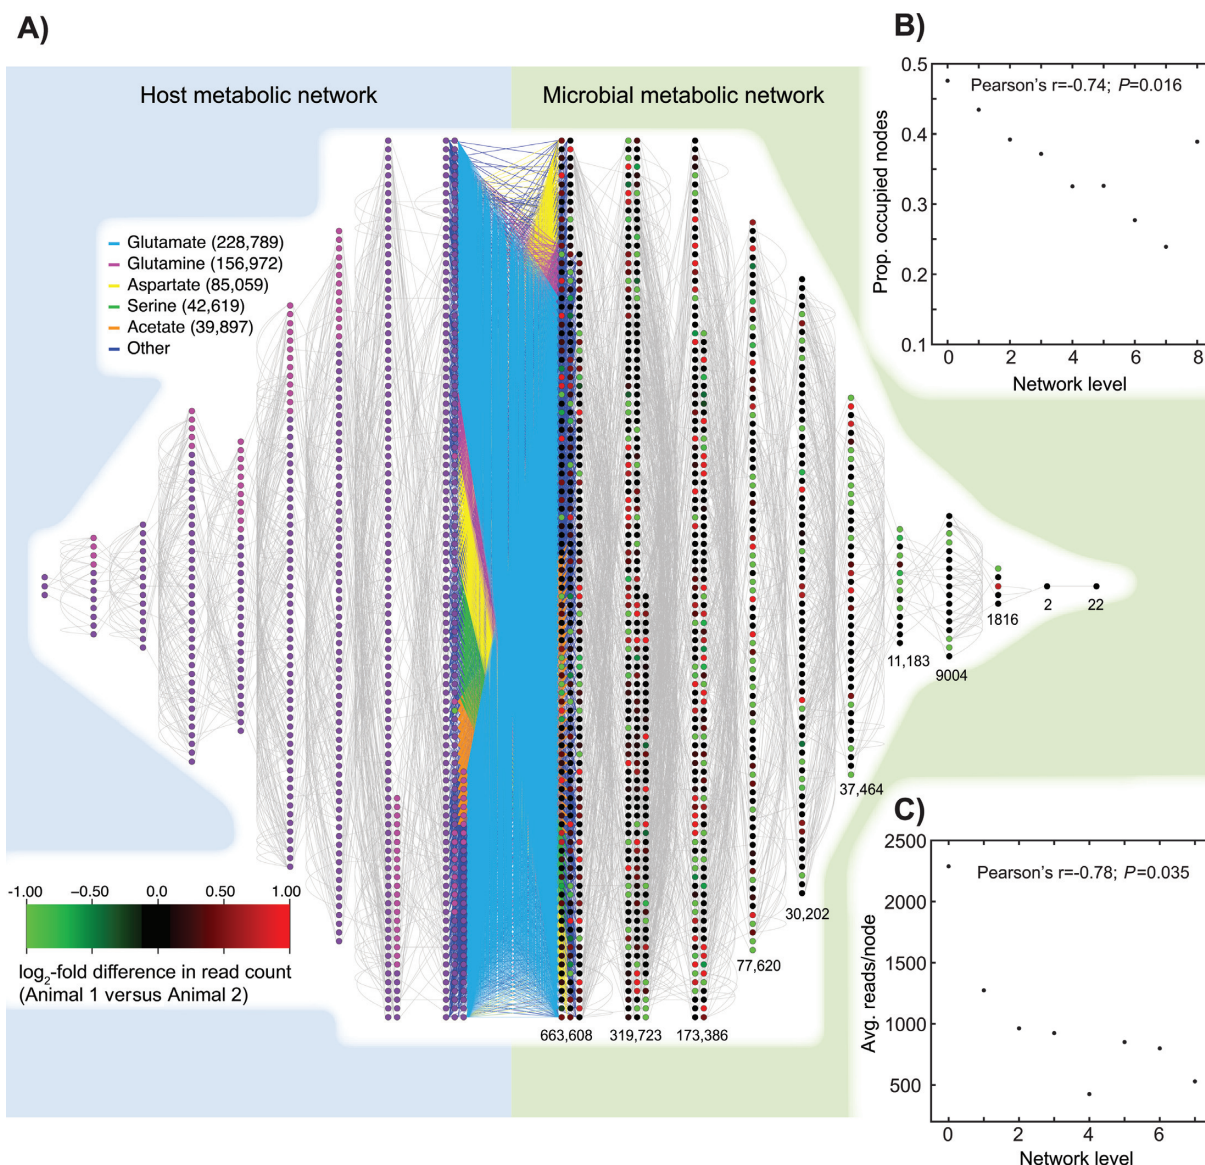 A)
Host metabolic network
Microbial metabolic network
Glutamate (228,789)
Glutamine (156,972)
Aspartate (85,059)
Serine (42,619)
Acetate (39,897)
Other
-1.00 −0.50 0.0 0.50 1.00
log2-fold difference in read count
(Animal 1 versus Animal 2)
663,608
319,723
173,386
77,620
30,202
37,464
11,183
9004
1816
2
22
B)
Pearson's r=-0.74; P=0.016
Prop. occupied nodes
0.5
0.4
0.3
0.2
0.1
0 2 4 6 8
Network level
C)
Pearson's r=-0.78; P=0.035
Avg. reads/node
2500
2000
1500
1000
500
0 2 4 6
Network level